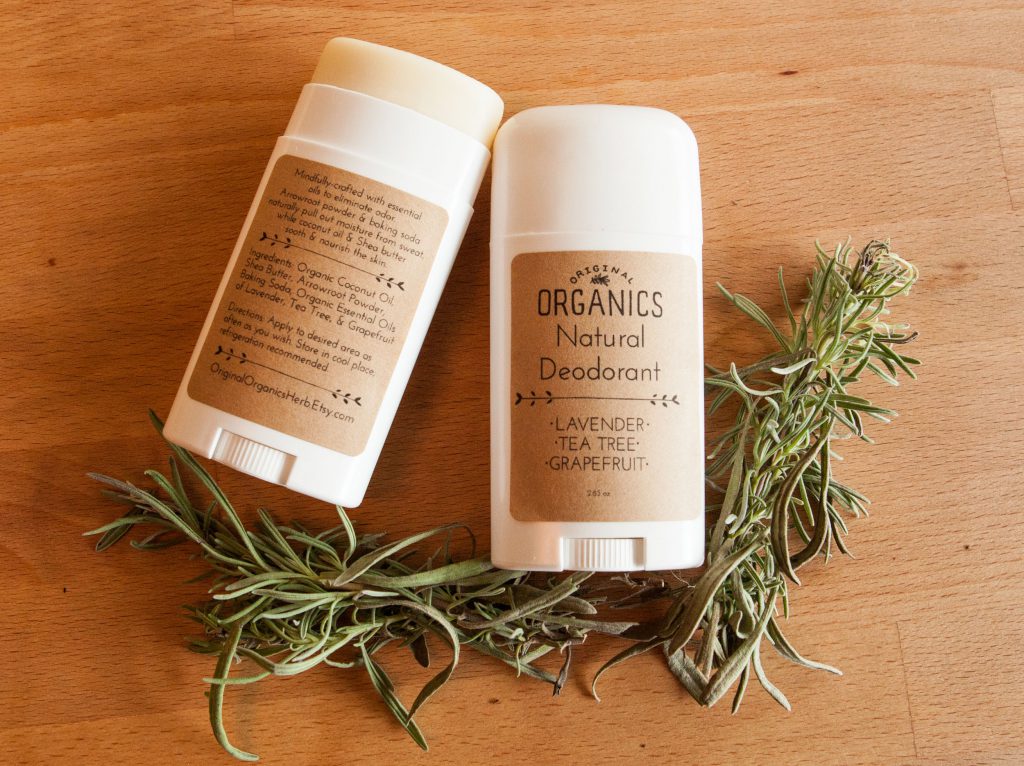 Mindfully-crafted with essential
oils to eliminate odor.
Arrowroot powder & baking soda
naturally pull out moisture from sweat,
while coconut oil & Shea butter
sooth & nourish the skin.
Ingredients: Organic Coconut Oil,
Shea Butter, Arrowroot Powder,
Baking Soda, Organic Essential Oils
of Lavender, Tea Tree, & Grapefruit
Directions: Apply to desired area as
often as you wish. Store in cool place,
refrigeration recommended.
OriginalOrganicsHerb.Etsy.com
ORIGINAL
ORGANICS
Natural
Deodorant
·LAVENDER·
·TEA TREE·
·GRAPEFRUIT·
2.65 oz